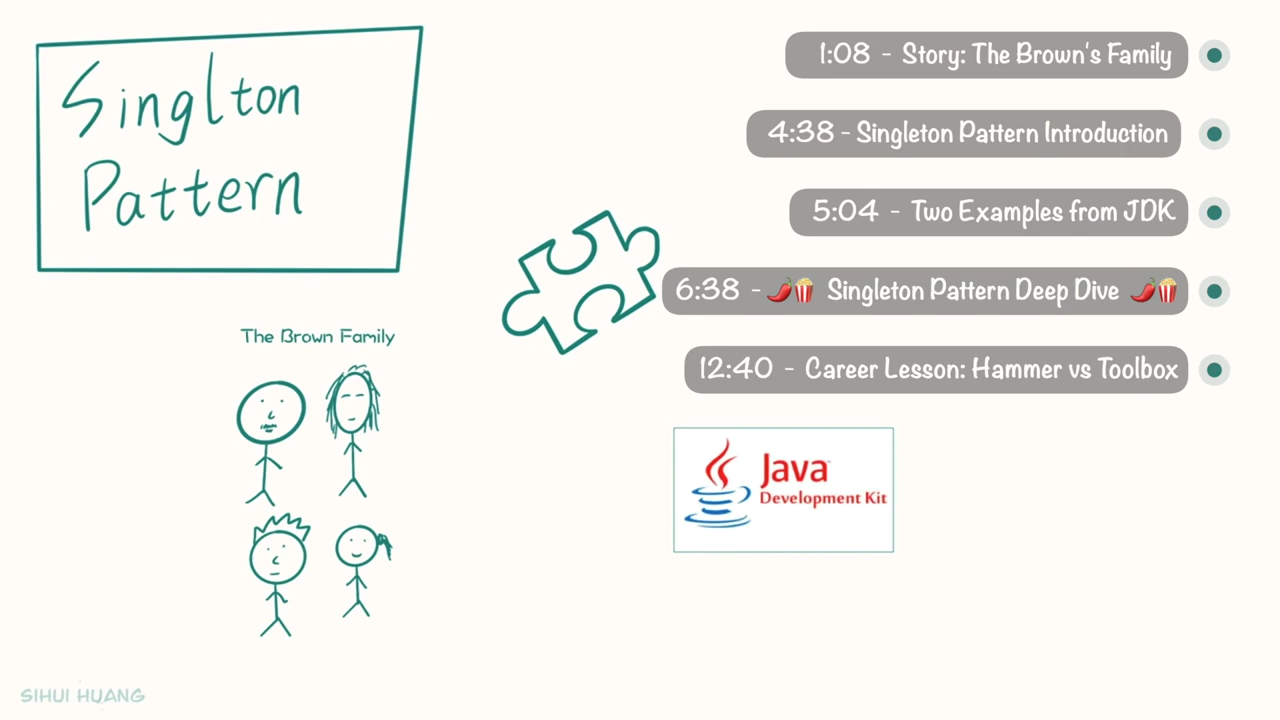 Singlton
Pattern
The Brown Family
1:08 - Story: The Brown's Family
4:38 - Singleton Pattern Introduction
5:04 - Two Examples from JDK
6:38 - 🌶️🍿 Singleton Pattern Deep Dive 🌶️🍿
12:40 - Career Lesson: Hammer vs Toolbox
Java™
Development Kit
SIHUI HUANG